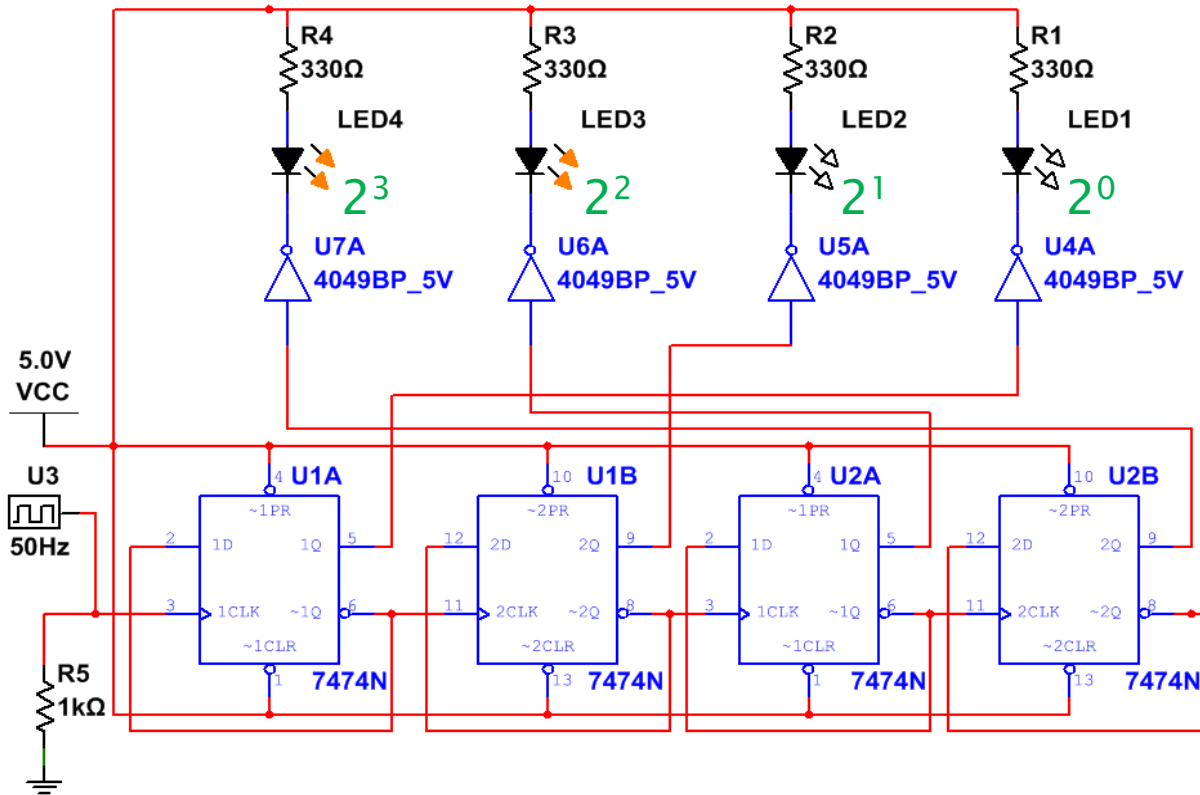 R4
330Ω
R3
330Ω
R2
330Ω
R1
330Ω
LED4
LED3
LED2
LED1
2³
2²
2¹
2⁰
U7A
4049BP_5V
U6A
4049BP_5V
U5A
4049BP_5V
U4A
4049BP_5V
5.0V
VCC
U3
50Hz
R5
1kΩ
U1A
4
~1PR
2
1D
1Q
5
3
1CLK
~1Q
6
~1CLR
1
7474N
U1B
10
~2PR
12
2D
2Q
9
11
2CLK
~2Q
8
~2CLR
13
7474N
U2A
4
~1PR
2
1D
1Q
5
3
1CLK
~1Q
6
~1CLR
1
7474N
U2B
10
~2PR
12
2D
2Q
9
11
2CLK
~2Q
8
~2CLR
13
7474N